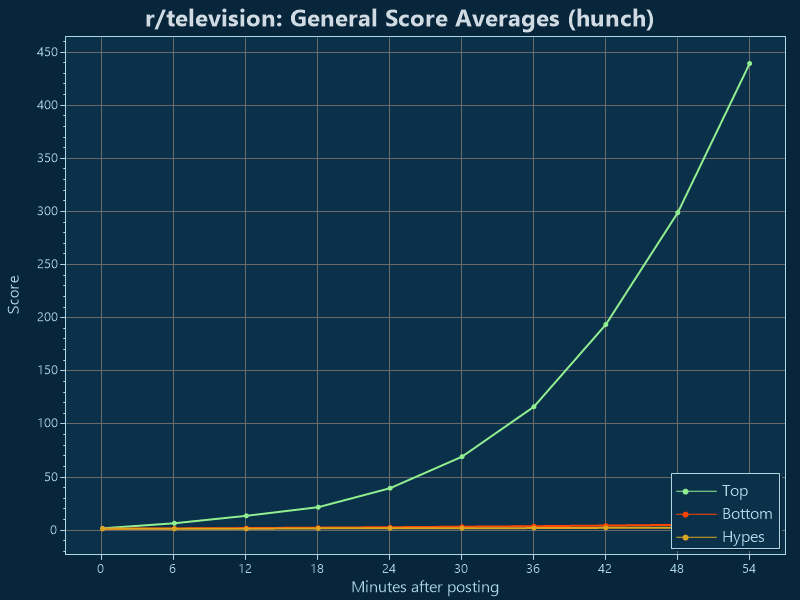 r/television: General Score Averages (hunch)
450
400
350
300
250
200
150
100
50
0
Score
Top
Bottom
Hypes
0 6 12 18 24 30 36 42 48 54
Minutes after posting